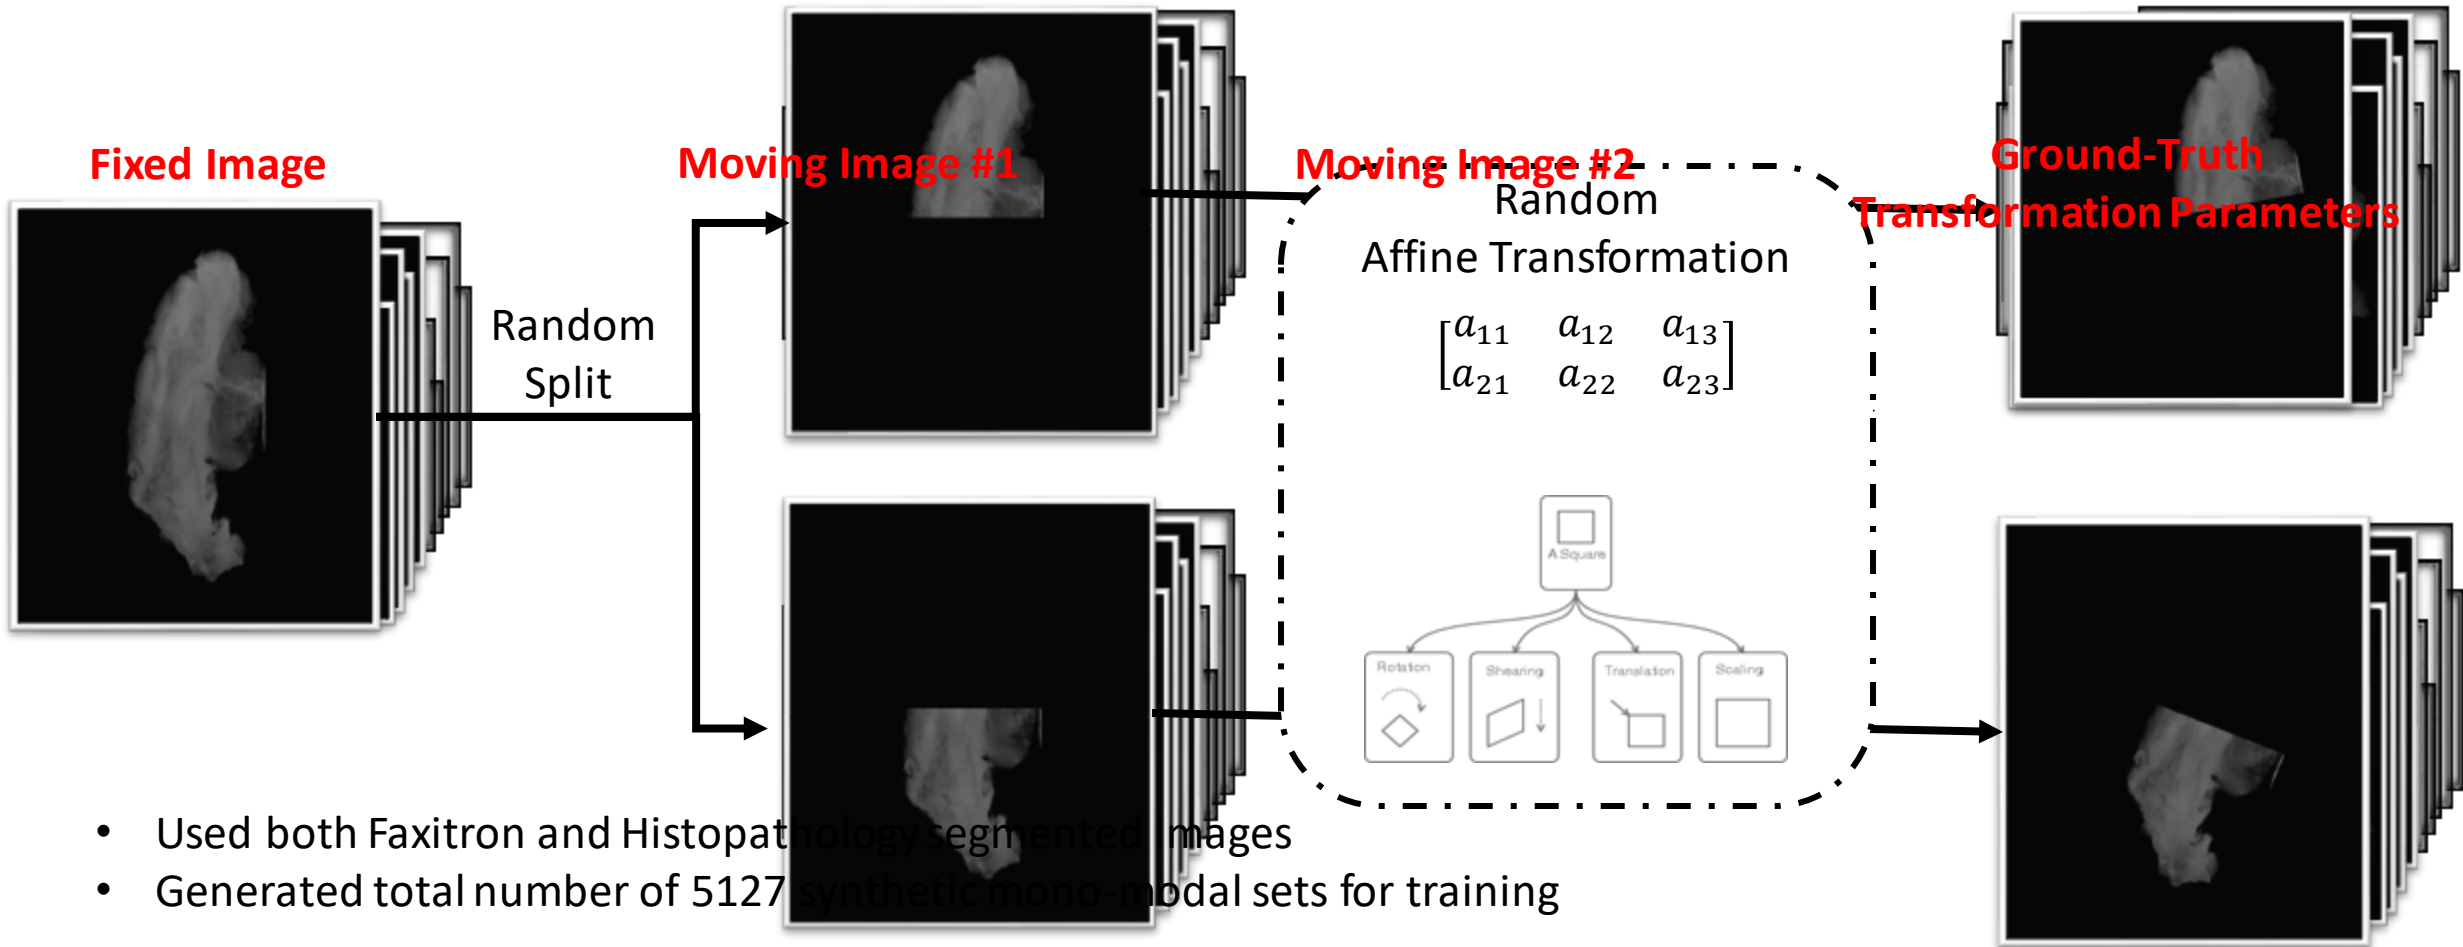 Fixed Image
Moving Image #1
Moving Image #2
Ground-Truth
Transformation Parameters
Random
Split
Random
Affine Transformation
a11 a12 a13
a21 a22 a23
A Square
Rotation
Shearing
Translation
Scaling
• Used both Faxitron and Histopathology segmented images
• Generated total number of 5127 synthetic mono-modal sets for training